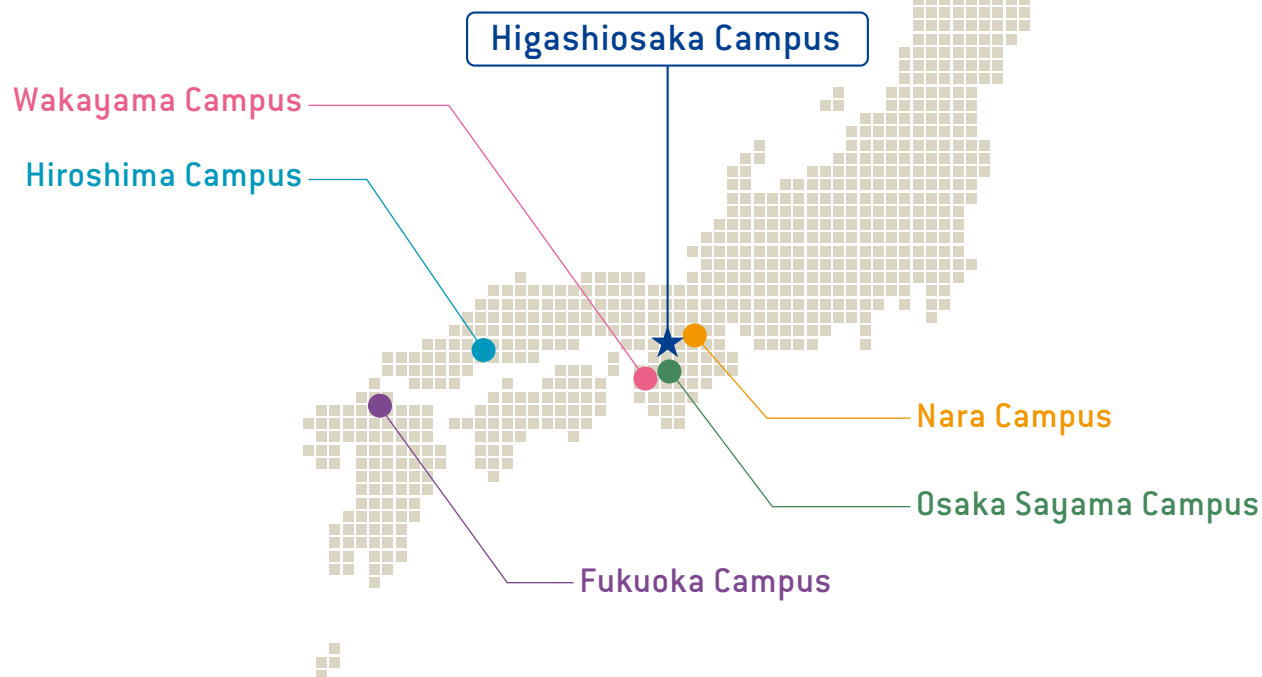 Higashiosaka Campus
Wakayama Campus
Hiroshima Campus
Nara Campus
Osaka Sayama Campus
Fukuoka Campus